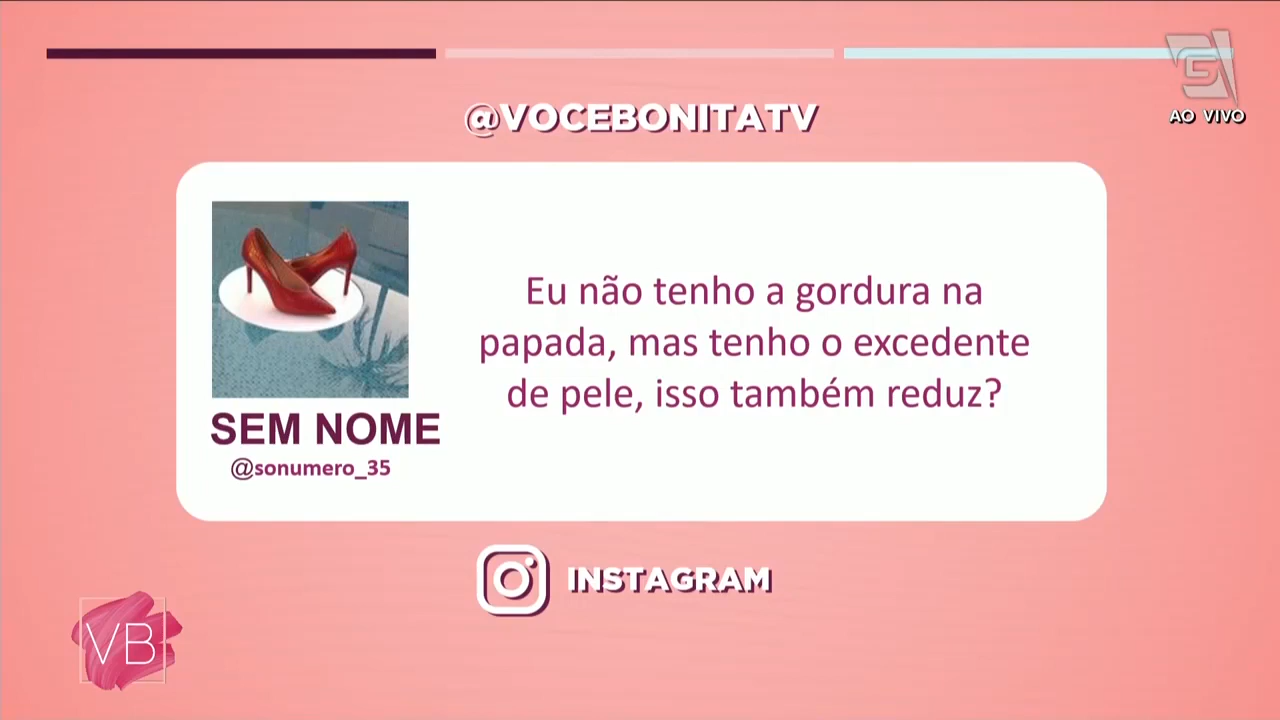 @VOCEBONITATV
AO VIVO
Eu não tenho a gordura na
papada, mas tenho o excedente
de pele, isso também reduz?
SEM NOME
@sonumero_35
INSTAGRAM
VB